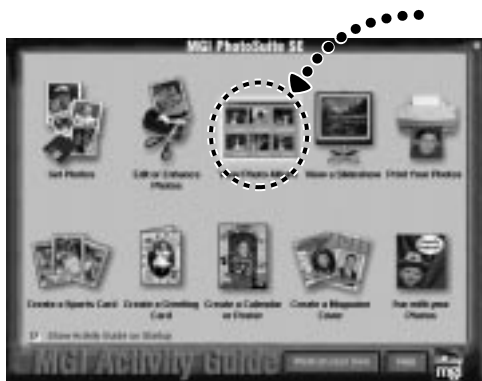 MGI PhotoSuite SE
Get Photos
Edit or Enhance
Photos
Photo
View a Slideshow
Print Your Photos
Create a Sports Card
Create a Greeting
Card
Create a Calendar
or Poster
Create a Magazine
Cover
Fun with your
Photos
Show Activity Guide on Startup
MGI Activity Guide
Help
mgi